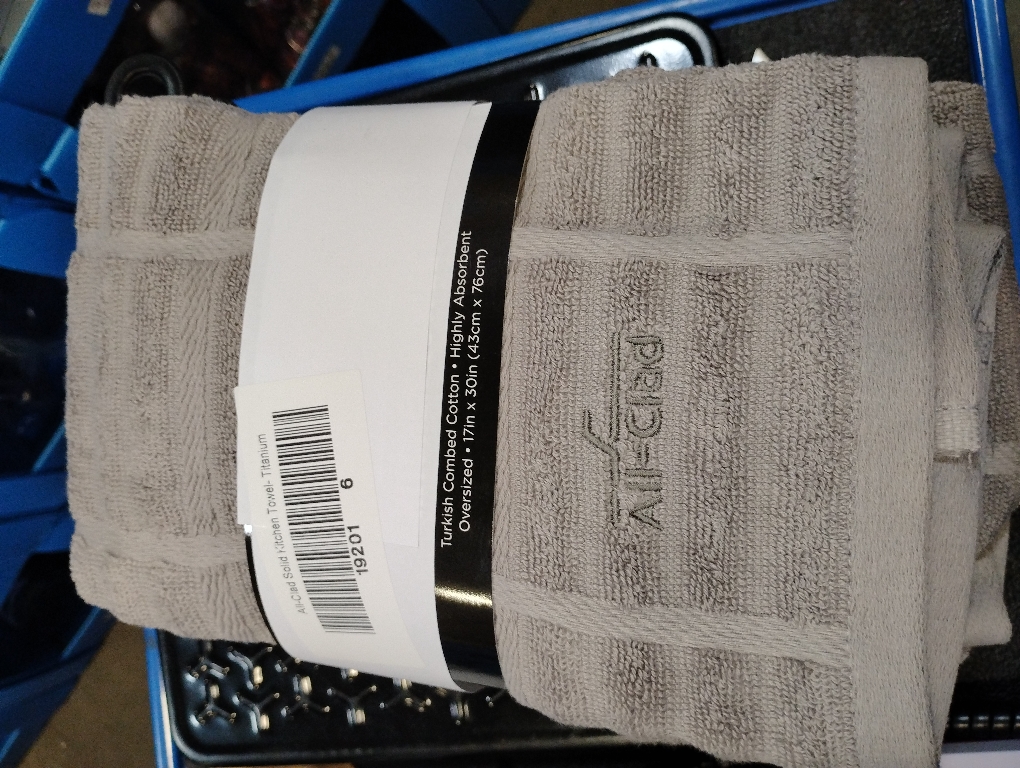 All-Clad Solid Kitchen Towel- Titanium
19201
6
Turkish Combed Cotton • Highly Absorbent
Oversized • 17in x 30in (43cm x 76cm)
All-Clad